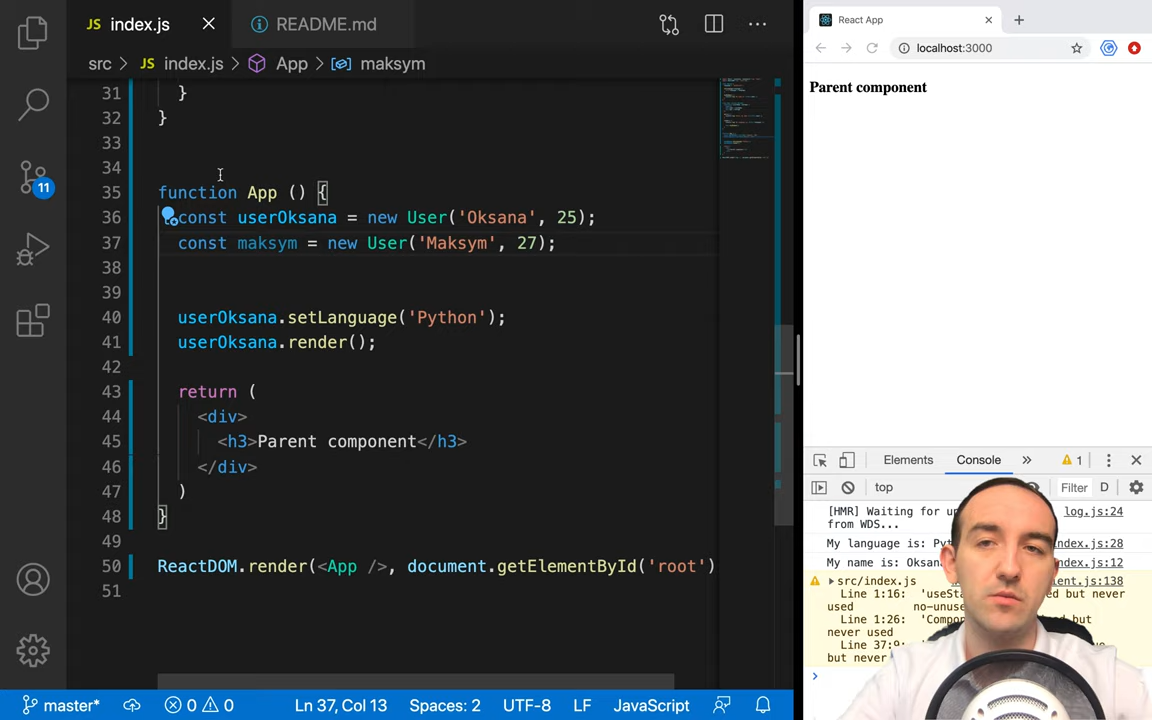 JS index.js
README.md
src > JS index.js > App > maksym
31 }
32 }
33
34
35 function App () {
36 const userOksana = new User('Oksana', 25);
37 const maksym = new User('Maksym', 27);
38
39
40 userOksana.setLanguage('Python');
41 userOksana.render();
42
43 return (
44 <div>
45 <h3>Parent component</h3>
46 </div>
47 )
48 }
49
50 ReactDOM.render(<App />, document.getElementById('root')
51
11
master*
0 0
Ln 37, Col 13
Spaces: 2
UTF-8
LF
JavaScript
React App
localhost:3000
Parent component
Elements
Console
1
top
Filter
D
[HMR] Waiting for log.js:24
from WDS...
My language is: index.js:28
My name is: index.js:12
src/index.js
Line 1:16: but never
used
Line 1:26: but
never used
Line 37:9:
but never